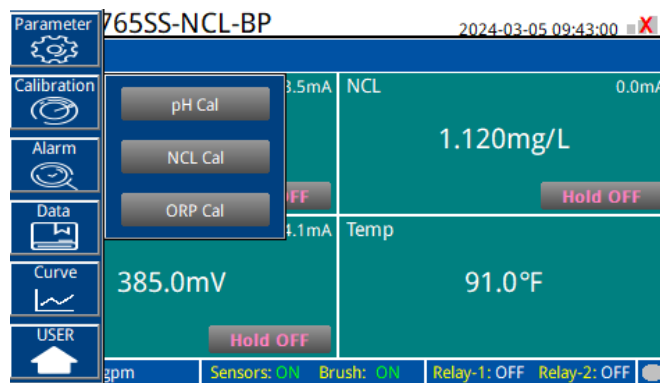 Parameter
765SS-NCL-BP
2024-03-05 09:43:00
X
Calibration
pH Cal
3.5mA
NCL
0.0mA
NCL Cal
1.120mg/L
Alarm
FF
Hold OFF
ORP Cal
Data
4.1mA
Temp
Curve
385.0mV
91.0°F
USER
Hold OFF
gpm
Sensors: ON Brush: ON
Relay-1: OFF Relay-2: OFF